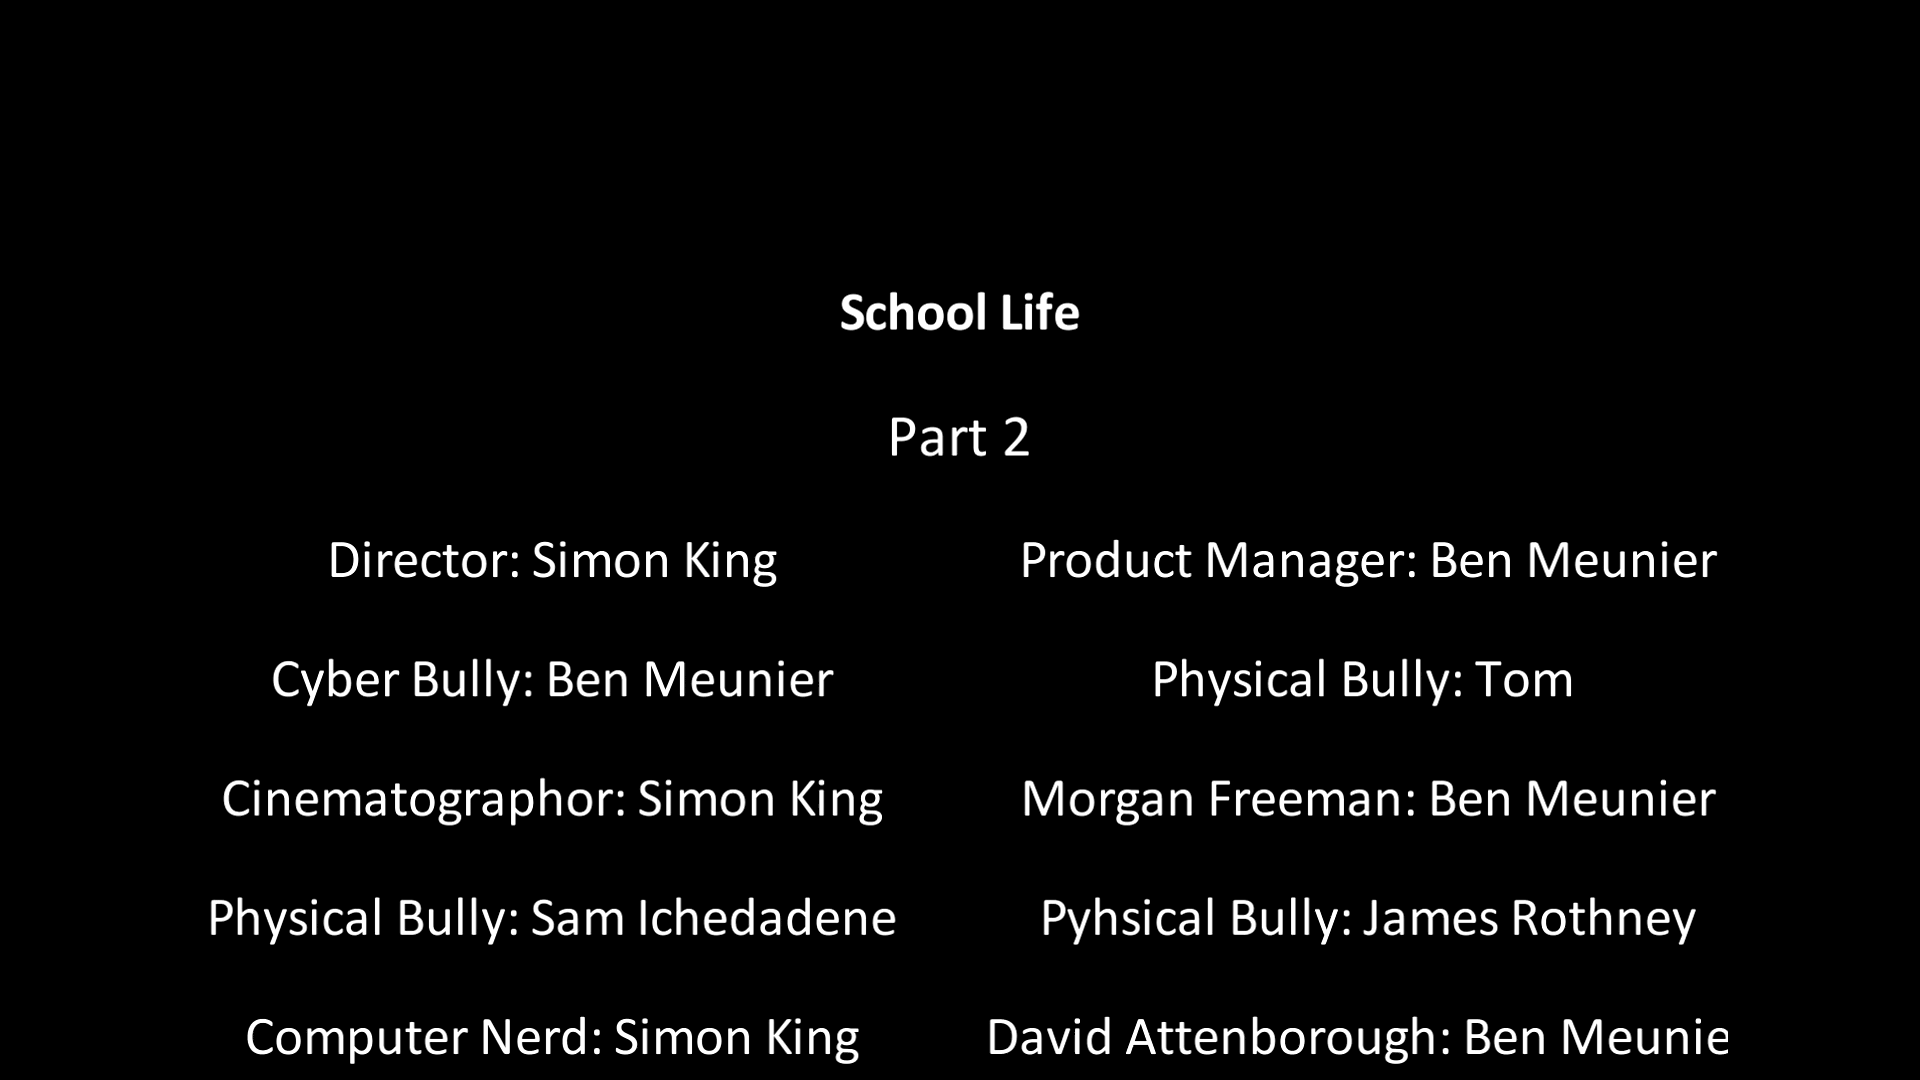 School Life
Part 2
Director: Simon King
Product Manager: Ben Meunier
Cyber Bully: Ben Meunier
Physical Bully: Tom
Cinematographor: Simon King
Morgan Freeman: Ben Meunier
Physical Bully: Sam Ichedadene
Pyhsical Bully: James Rothney
Computer Nerd: Simon King
David Attenborough: Ben Meunie